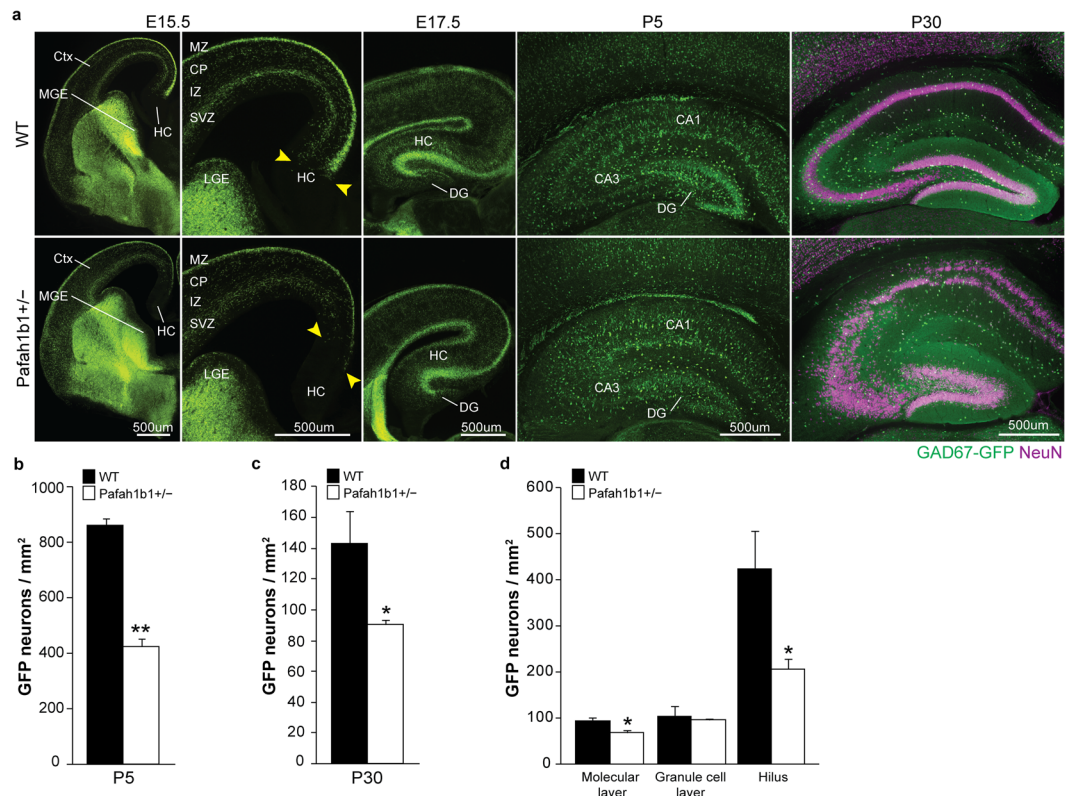 a
E15.5 E17.5 P5 P30
WT
Ctx
MGE
HC
MZ
CP
IZ
SVZ
LGE
HC
HC
DG
CA1
CA3
DG
Pafah1b1+/−
Ctx
MGE
HC
500um
MZ
CP
IZ
SVZ
LGE
HC
500um
HC
DG
CA1
CA3
DG
500um
500um
GAD67-GFP NeuN
b
WT
Pafah1b1+/−
GFP neurons / mm²
1000
800
600
400
200
0
**
P5
c
WT
Pafah1b1+/−
GFP neurons / mm²
160
140
120
100
80
60
40
20
0
*
P30
d
WT
Pafah1b1+/−
GFP neurons / mm²
600
500
400
300
200
100
0
*
*
Molecular
layer
Granule cell
layer
Hilus